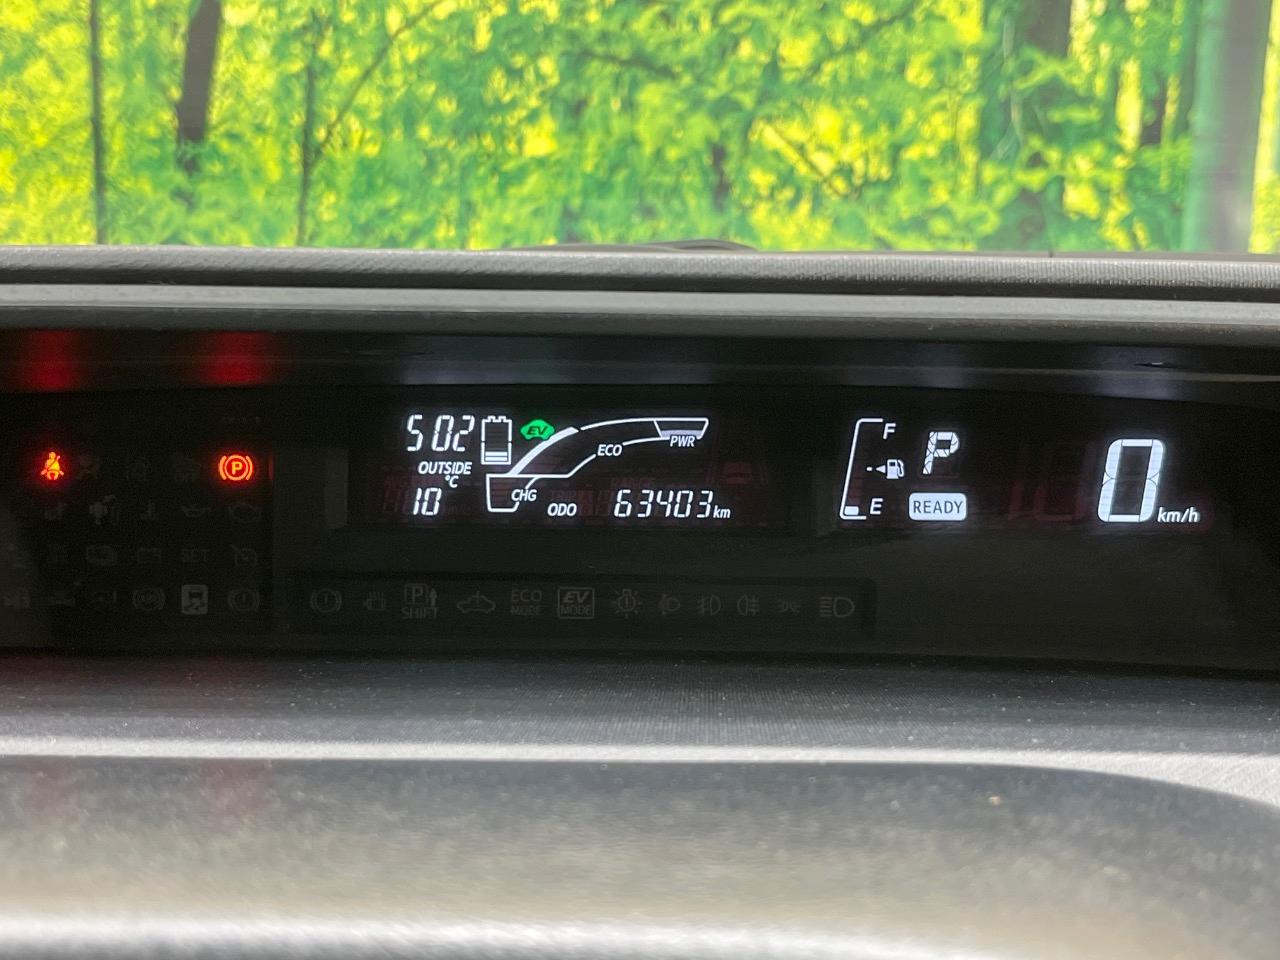 5:02
EV
OUTSIDE
°C
10
CHG
ECO
PWR
ODO 63403 km
F
E
P
READY
0 km/h
P
SET
P
SHIFT
ECO
MODE
EV
MODE